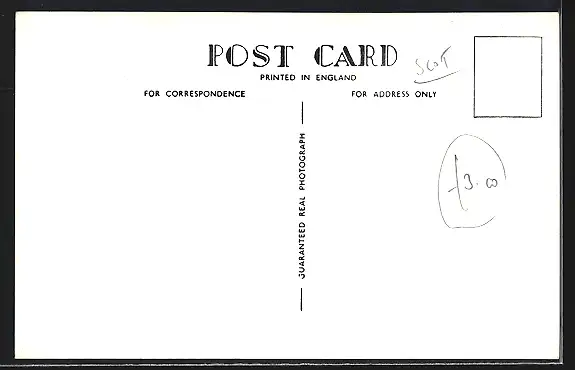 POST CARD
SCOT
PRINTED IN ENGLAND
FOR CORRESPONDENCE
FOR ADDRESS ONLY
GUARANTEED REAL PHOTOGRAPH
£3.00